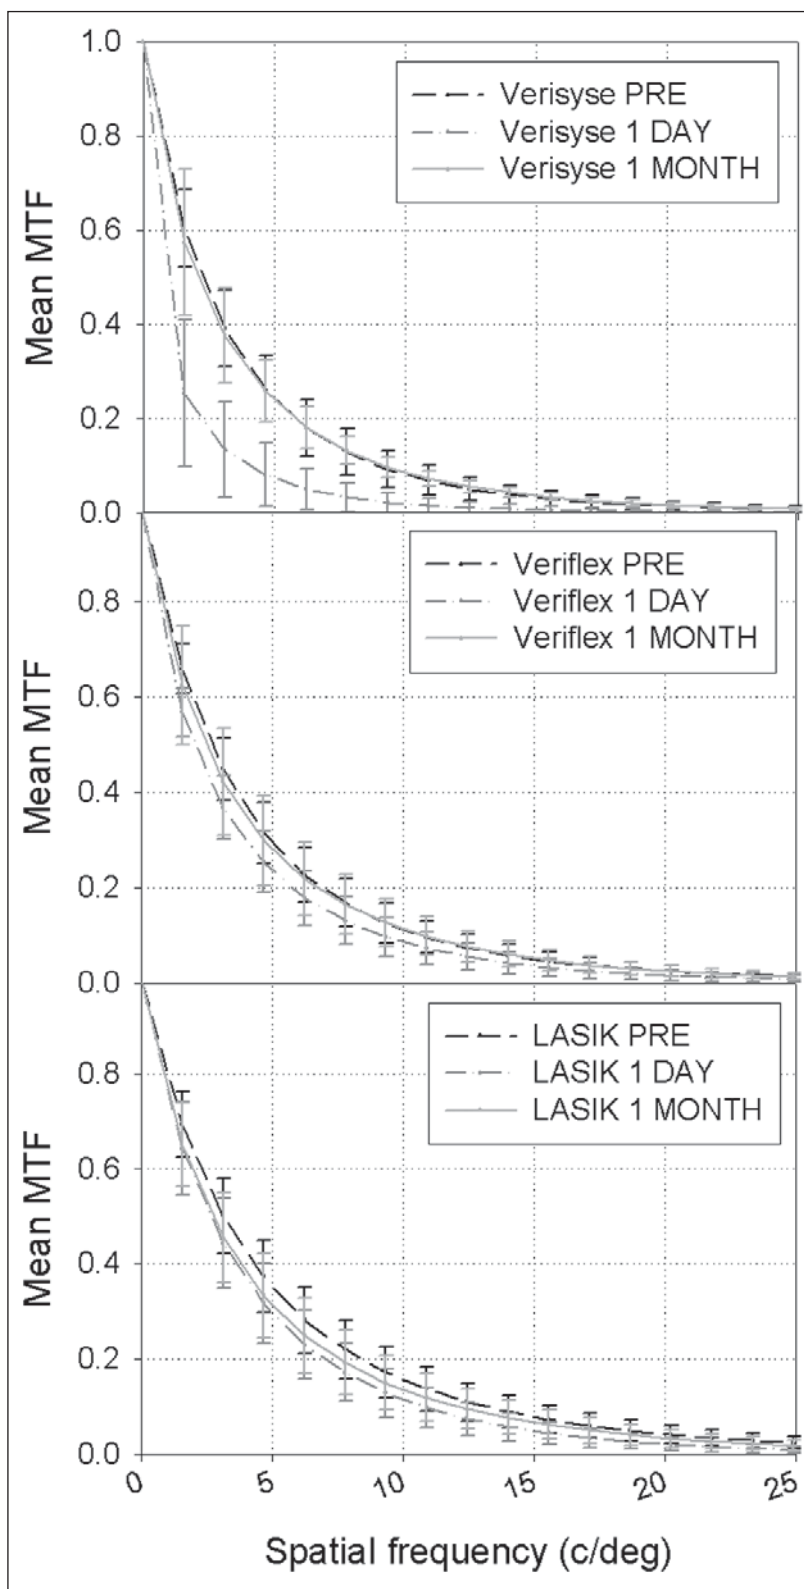 1.0
0.8
0.6
0.4
0.2
0.0
Mean MTF
Verisyse PRE
Verisyse 1 DAY
Verisyse 1 MONTH
0.8
0.6
0.4
0.2
0.0
Mean MTF
Veriflex PRE
Veriflex 1 DAY
Veriflex 1 MONTH
0.8
0.6
0.4
0.2
0.0
Mean MTF
LASIK PRE
LASIK 1 DAY
LASIK 1 MONTH
0 5 10 15 20 25
Spatial frequency (c/deg)